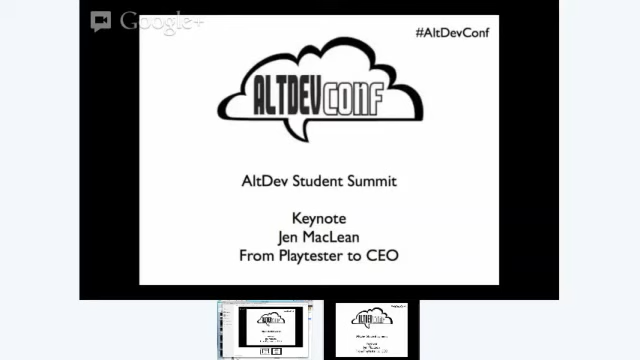 Google+
#AltDevConf
ALTDEVCONF
AltDev Student Summit
Keynote
Jen MacLean
From Playtester to CEO